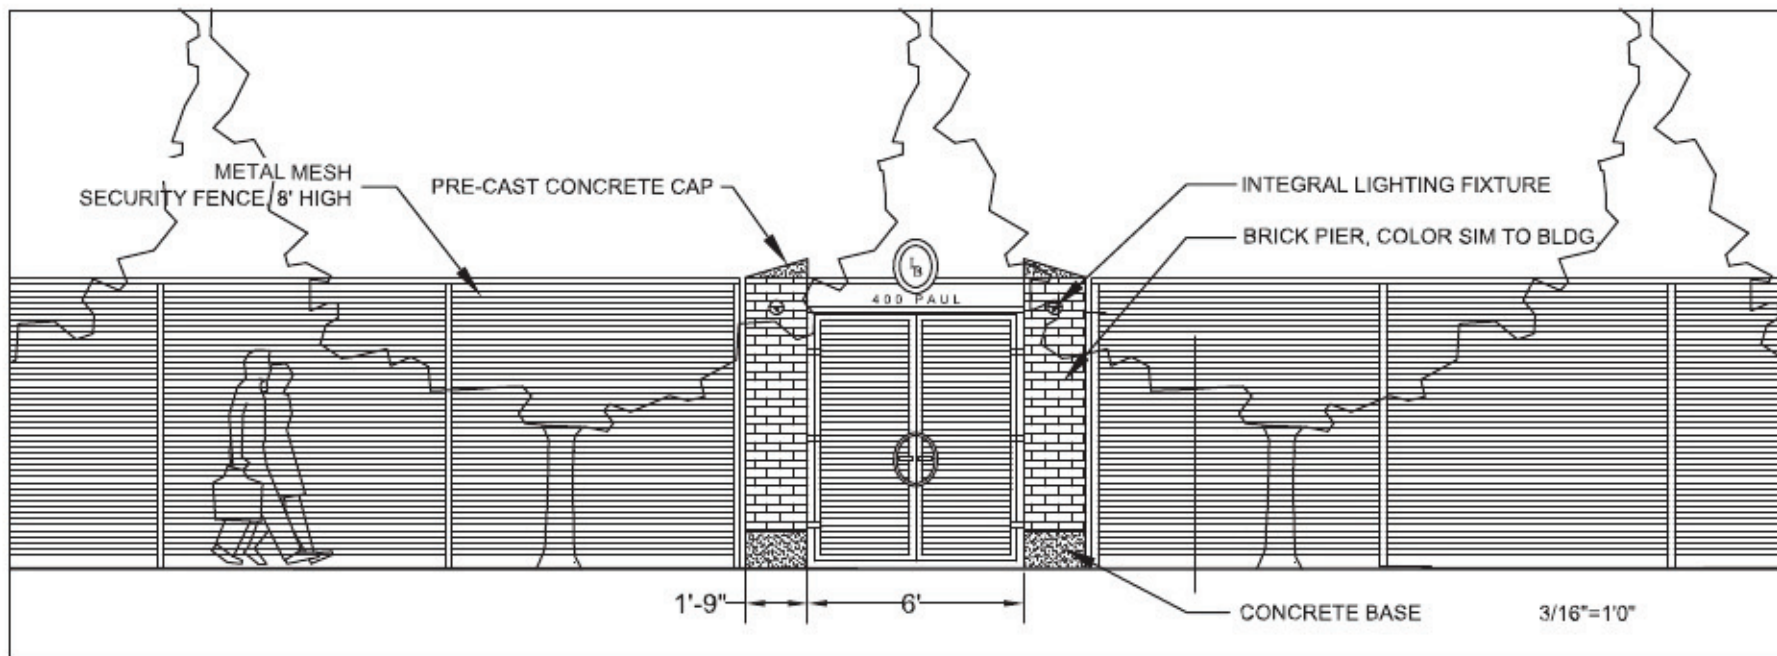 METAL MESH
SECURITY FENCE, 8' HIGH
PRE-CAST CONCRETE CAP
INTEGRAL LIGHTING FIXTURE
BRICK PIER, COLOR SIM TO BLDG.
LB
400 PAUL
1'-9"
6'
CONCRETE BASE
3/16"=1'0"